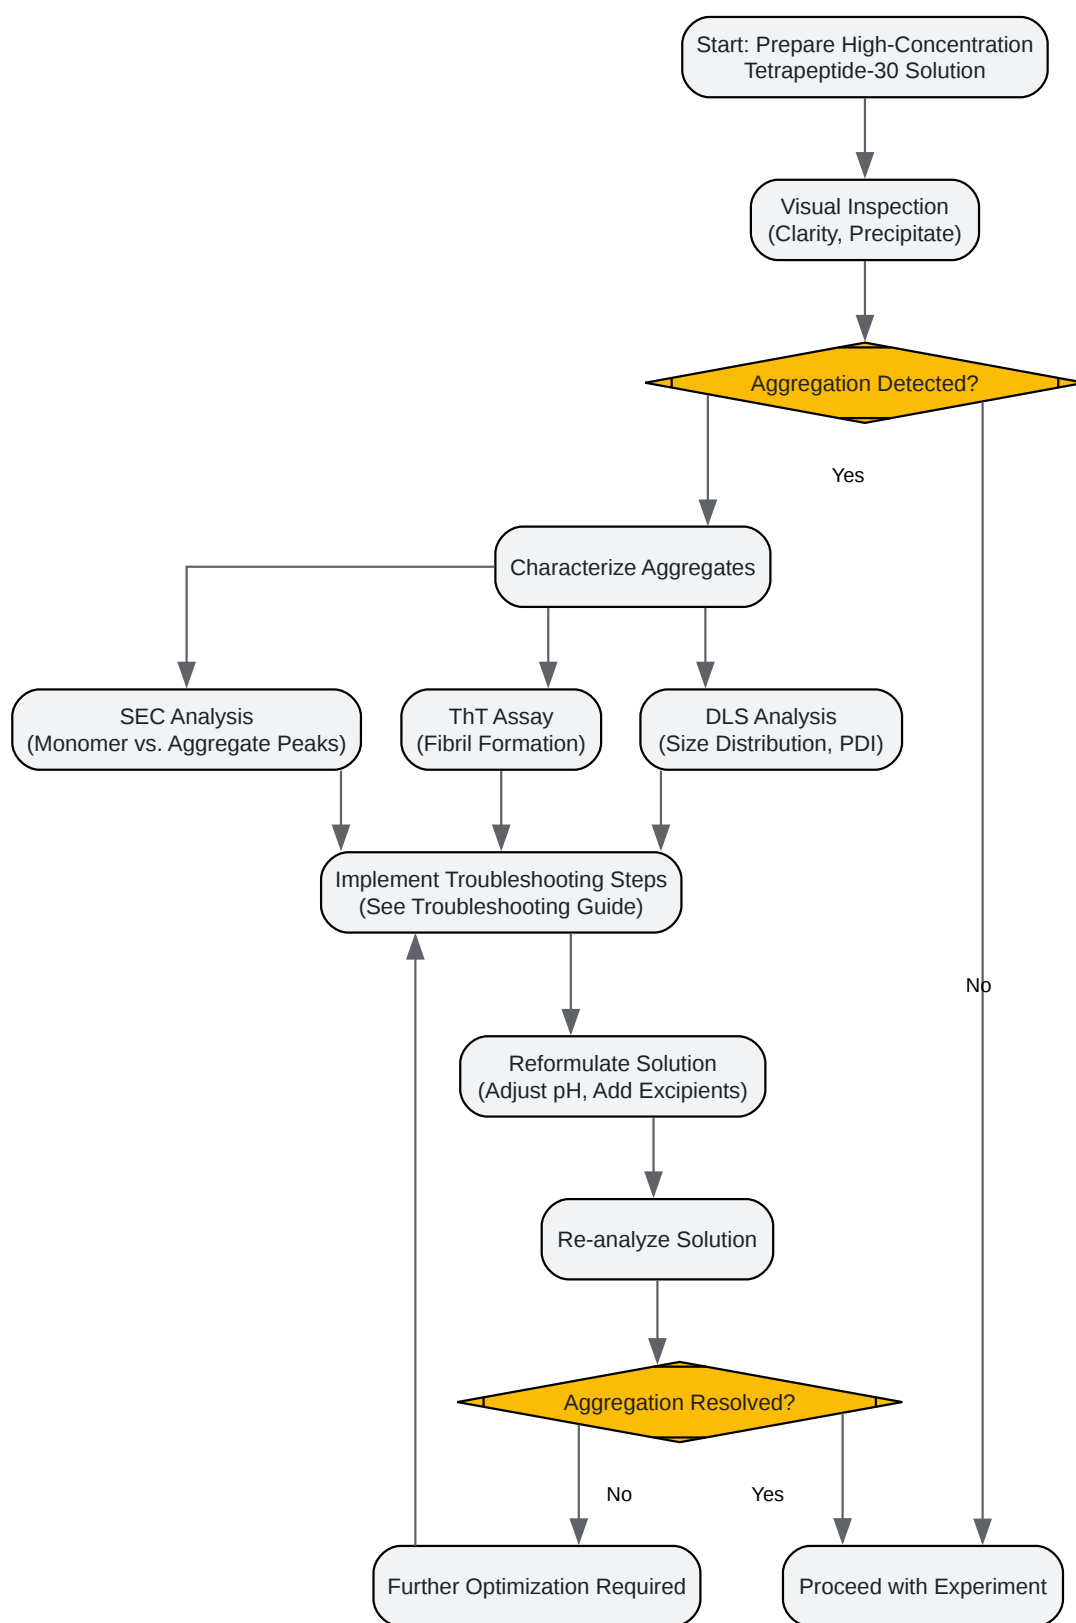 Start: Prepare High-Concentration
Tetrapeptide-30 Solution
Visual Inspection
(Clarity, Precipitate)
Aggregation Detected?
Yes
Characterize Aggregates
SEC Analysis
(Monomer vs. Aggregate Peaks)
ThT Assay
(Fibril Formation)
DLS Analysis
(Size Distribution, PDI)
Implement Troubleshooting Steps
(See Troubleshooting Guide)
No
Reformulate Solution
(Adjust pH, Add Excipients)
Re-analyze Solution
Aggregation Resolved?
No
Yes
Further Optimization Required
Proceed with Experiment